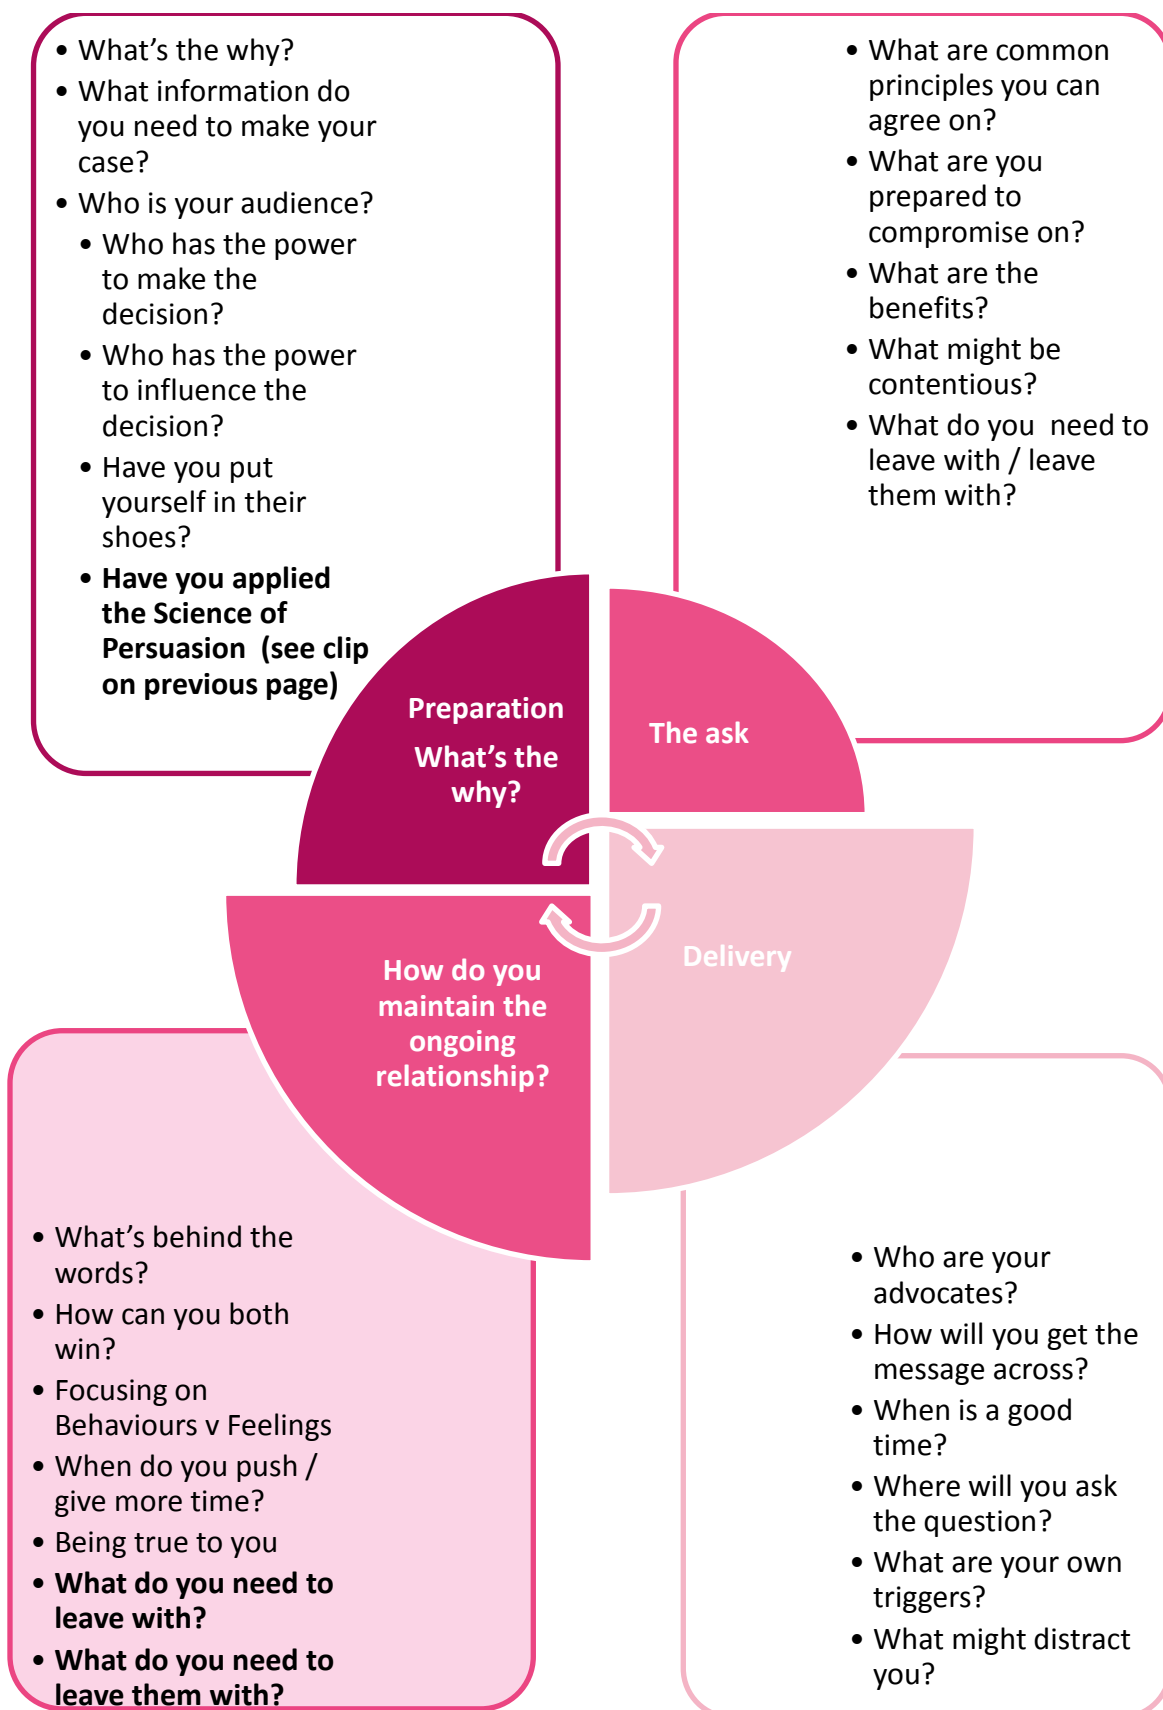 • What’s the why?
• What information do
you need to make your
case?
• Who is your audience?
• Who has the power
to make the
decision?
• Who has the power
to influence the
decision?
• Have you put
yourself in their
shoes?
• Have you applied
the Science of
Persuasion  (see clip
on previous page)
• What are common
principles you can
agree on?
• What are you
prepared to
compromise on?
• What are the
benefits?
• What might be
contentious?
• What do you  need to
leave with / leave
them with?
Preparation
What’s the
why?
The ask
How do you
maintain the
ongoing
relationship?
Delivery
• What’s behind the
words?
• How can you both
win?
• Focusing on
Behaviours v Feelings
• When do you push /
give more time?
• Being true to you
• What do you need to
leave with?
• What do you need to
leave them with?
• Who are your
advocates?
• How will you get the
message across?
• When is a good
time?
• Where will you ask
the question?
• What are your own
triggers?
• What might distract
you?